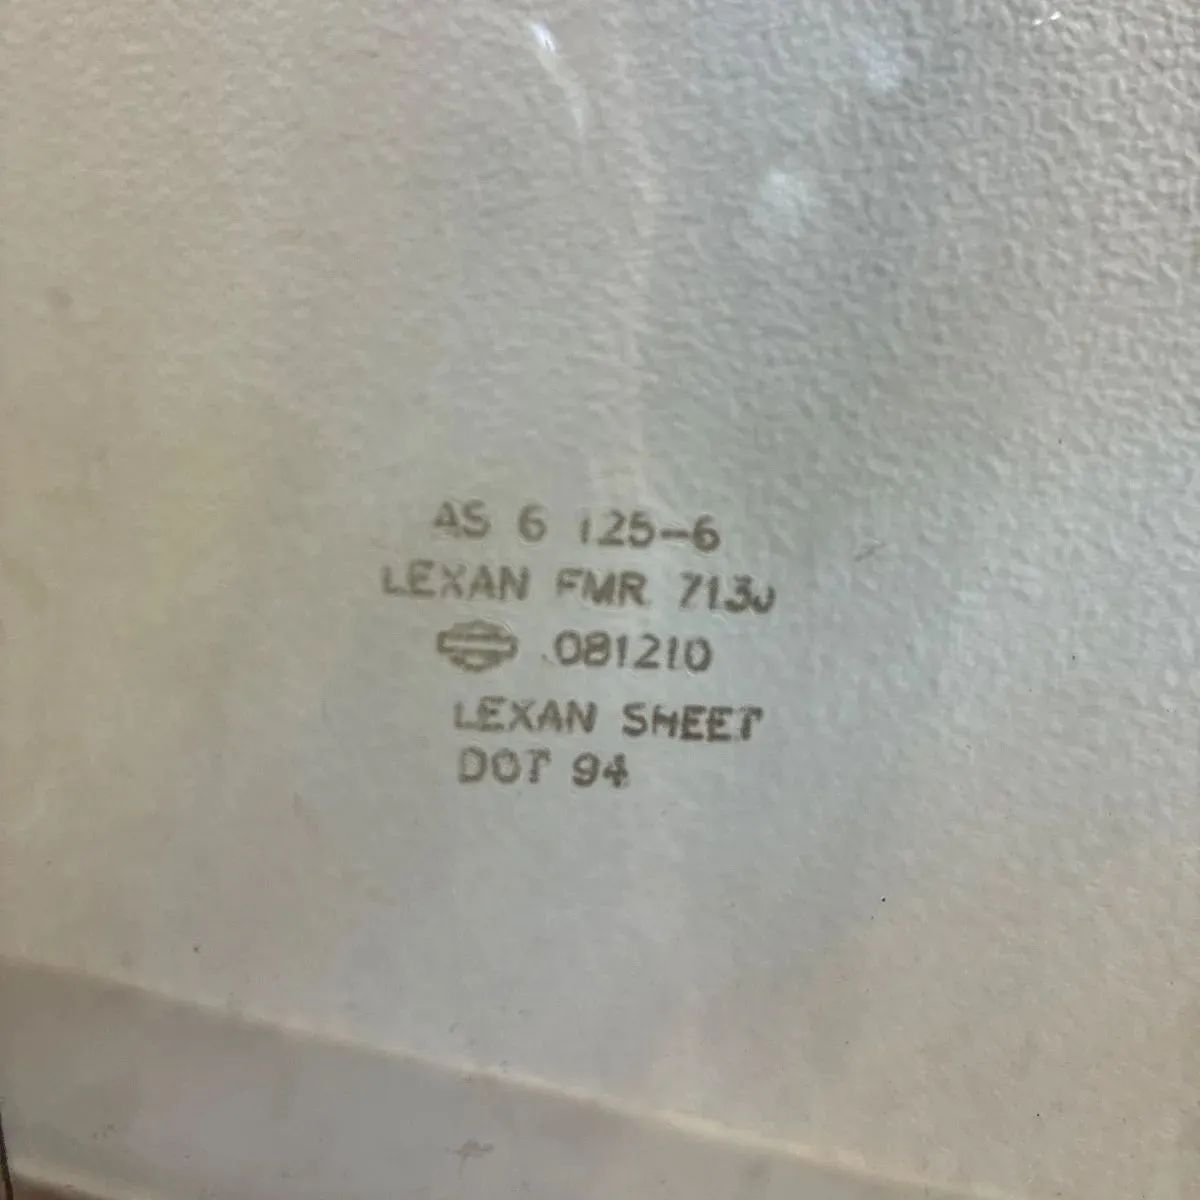 AS 6 125-6
LEXAN FMR 713J
081210
LEXAN SHEET
DOT 94